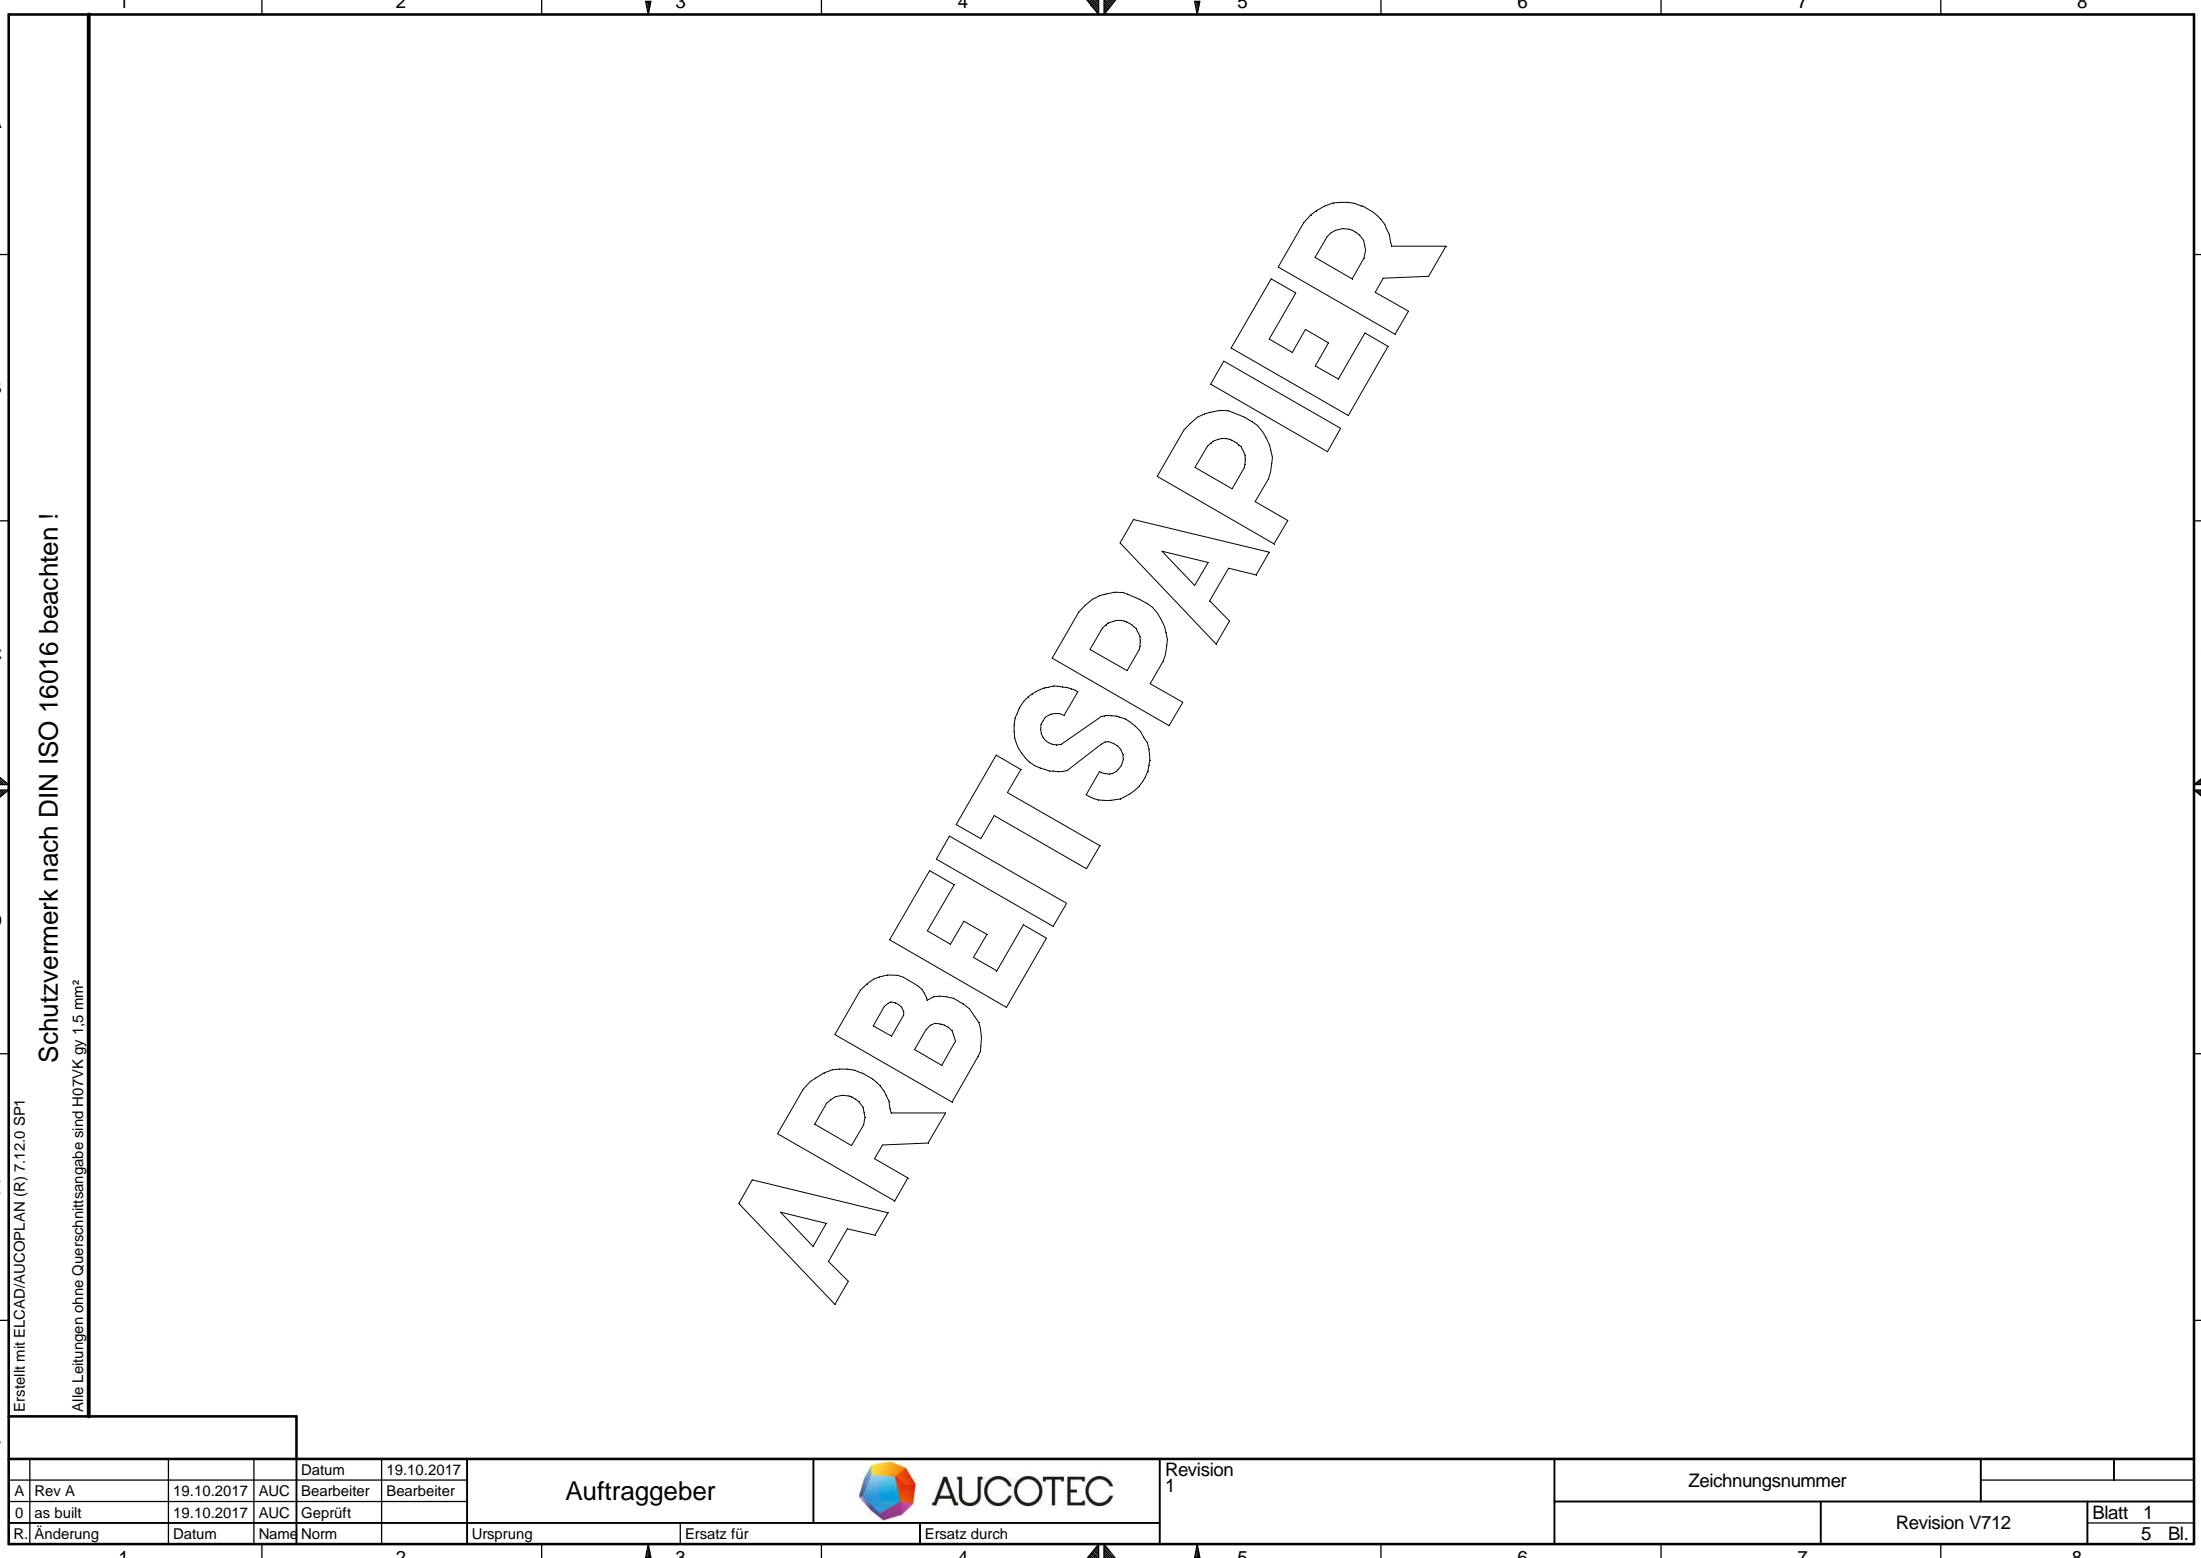 1 2 3 4 5 6 7 8
ARBEITSPAPIER
Schutzvermerk nach DIN ISO 16016 beachten !
Erstellt mit ELCAD/AUCOPLAN (R) 7.12.0 SP1
Alle Leitungen ohne Querschnittsangabe sind H07VK gy 1,5 mm²
Datum 19.10.2017
A Rev A 19.10.2017 AUC Bearbeiter Bearbeiter
0 as built 19.10.2017 AUC Geprüft
R. Änderung Datum Name Norm
Auftraggeber
Ursprung Ersatz für Ersatz durch
AUCOTEC
Revision
1
Zeichnungsnummer
Revision V712
Blatt 1
5 Bl.
1 2 3 4 5 6 7 8